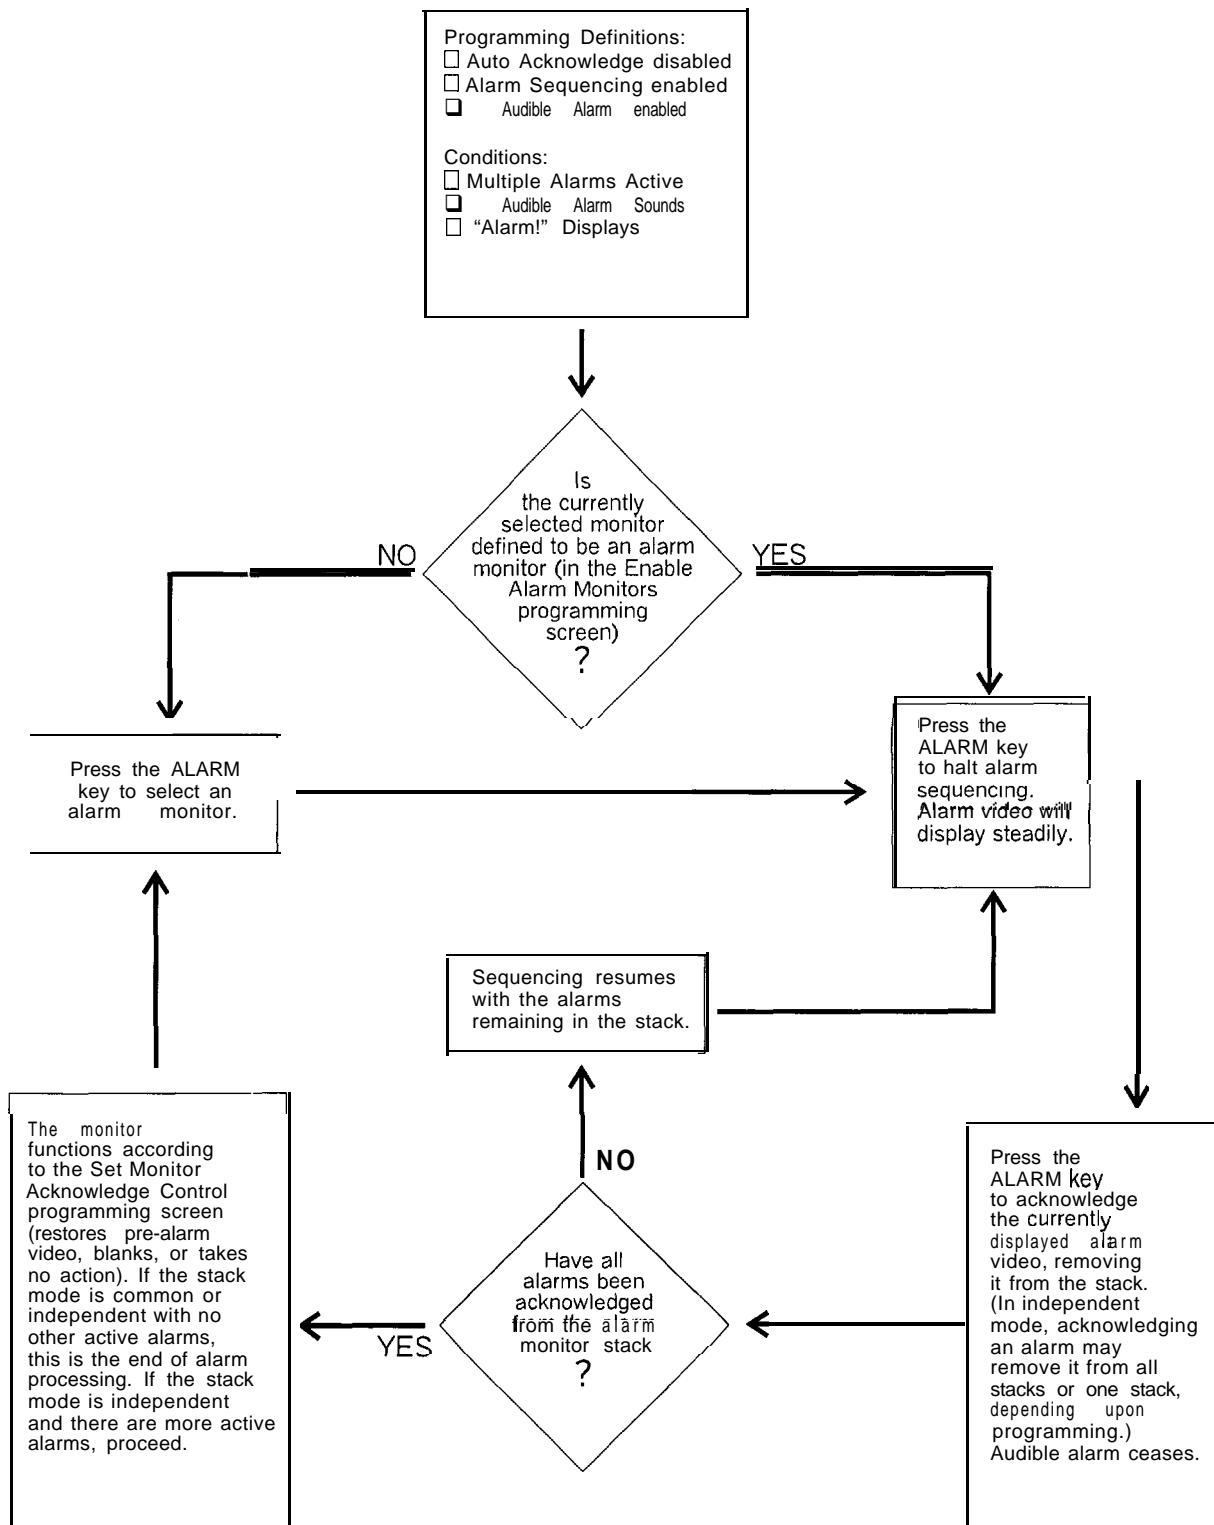 Programming Definitions:
☐ Auto Acknowledge disabled
☐ Alarm Sequencing enabled
❑ Audible Alarm enabled
Conditions:
☐ Multiple Alarms Active
❑ Audible Alarm Sounds
☐ “Alarm!” Displays
Is
the currently
selected monitor
defined to be an alarm
monitor (in the Enable
Alarm Monitors
programming
screen)
?
NO
YES
Press the ALARM
key to select an
alarm monitor.
Press the
ALARM key
to halt alarm
sequencing.
Alarm video will
display steadily.
Sequencing resumes
with the alarms
remaining in the stack.
NO
The monitor
functions according
to the Set Monitor
Acknowledge Control
programming screen
(restores pre-alarm
video, blanks, or takes
no action). If the stack
mode is common or
independent with no
other active alarms,
this is the end of alarm
processing. If the stack
mode is independent
and there are more active
alarms, proceed.
YES
Have all
alarms been
acknowledged
from the alarm
monitor stack
?
Press the
ALARM key
to acknowledge
the currently
displayed alarm
video, removing
it from the stack.
(In independent
mode, acknowledging
an alarm may
remove it from all
stacks or one stack,
depending upon
programming.)
Audible alarm ceases.